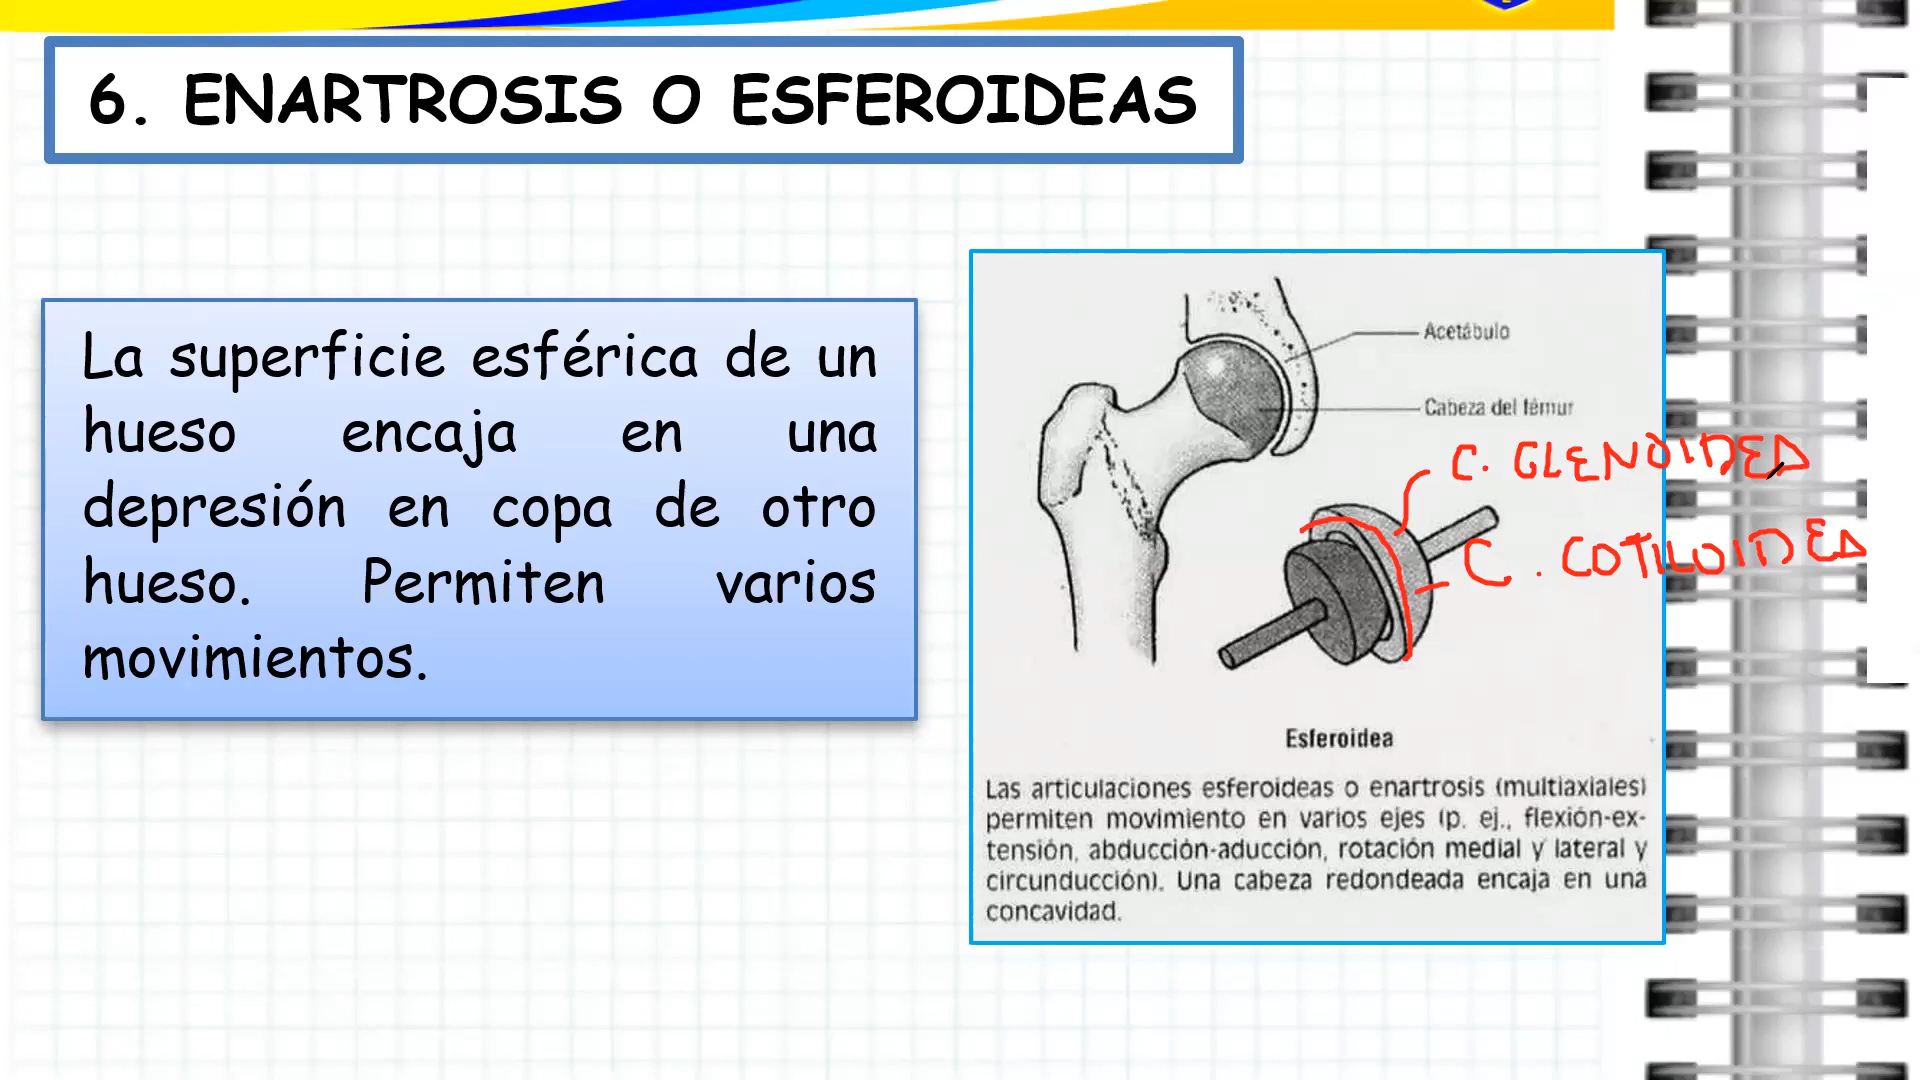 6. ENARTROSIS O ESFEROIDEAS
La superficie esférica de un
hueso encaja en una
depresión en copa de otro
hueso. Permiten varios
movimientos.
Acetábulo
Cabeza del fémur
C. GLENOIDEA
C. COTILOIDEA
Esferoidea
Las articulaciones esferoideas o enartrosis (multiaxiales)
permiten movimiento en varios ejes (p. ej., flexión-ex-
tensión, abducción-aducción, rotación medial y lateral y
circunducción). Una cabeza redondeada encaja en una
concavidad.